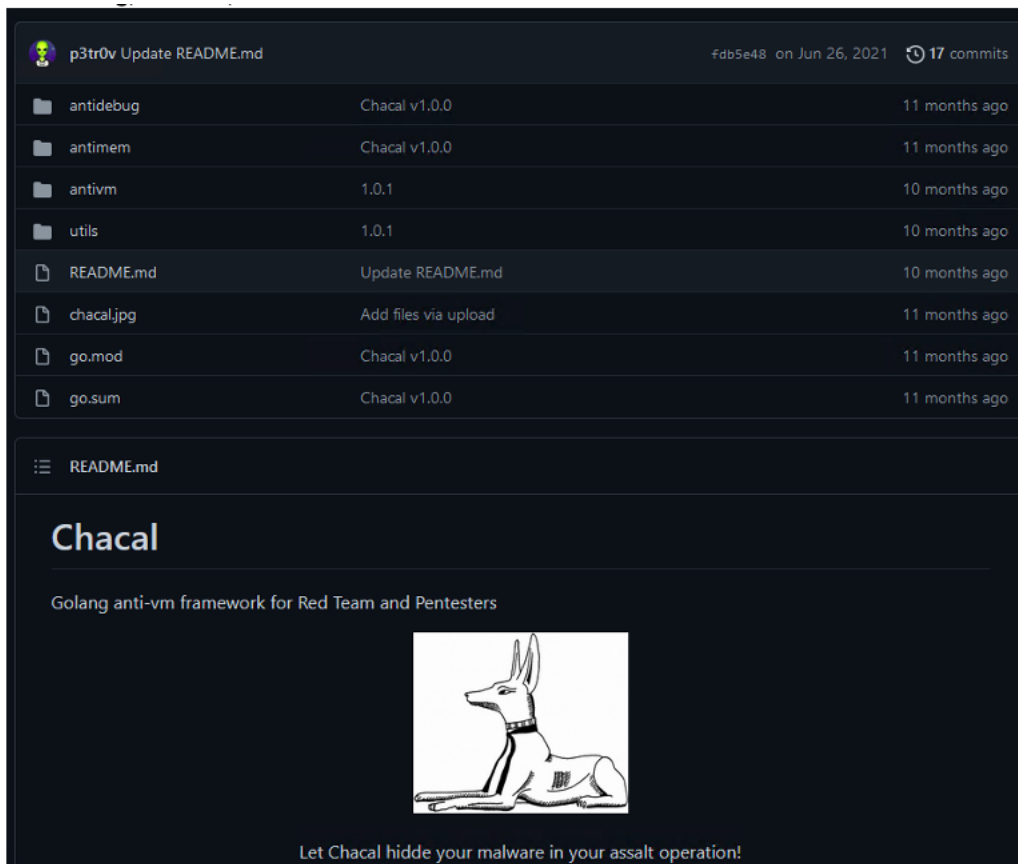 p3tr0v Update README.md fdb5e48 on Jun 26, 2021 17 commits
antidebug Chacal v1.0.0 11 months ago
antimem Chacal v1.0.0 11 months ago
antivm 1.0.1 10 months ago
utils 1.0.1 10 months ago
README.md Update README.md 10 months ago
chacal.jpg Add files via upload 11 months ago
go.mod Chacal v1.0.0 11 months ago
go.sum Chacal v1.0.0 11 months ago
README.md
Chacal
Golang anti-vm framework for Red Team and Pentesters
Let Chacal hidde your malware in your assalt operation!